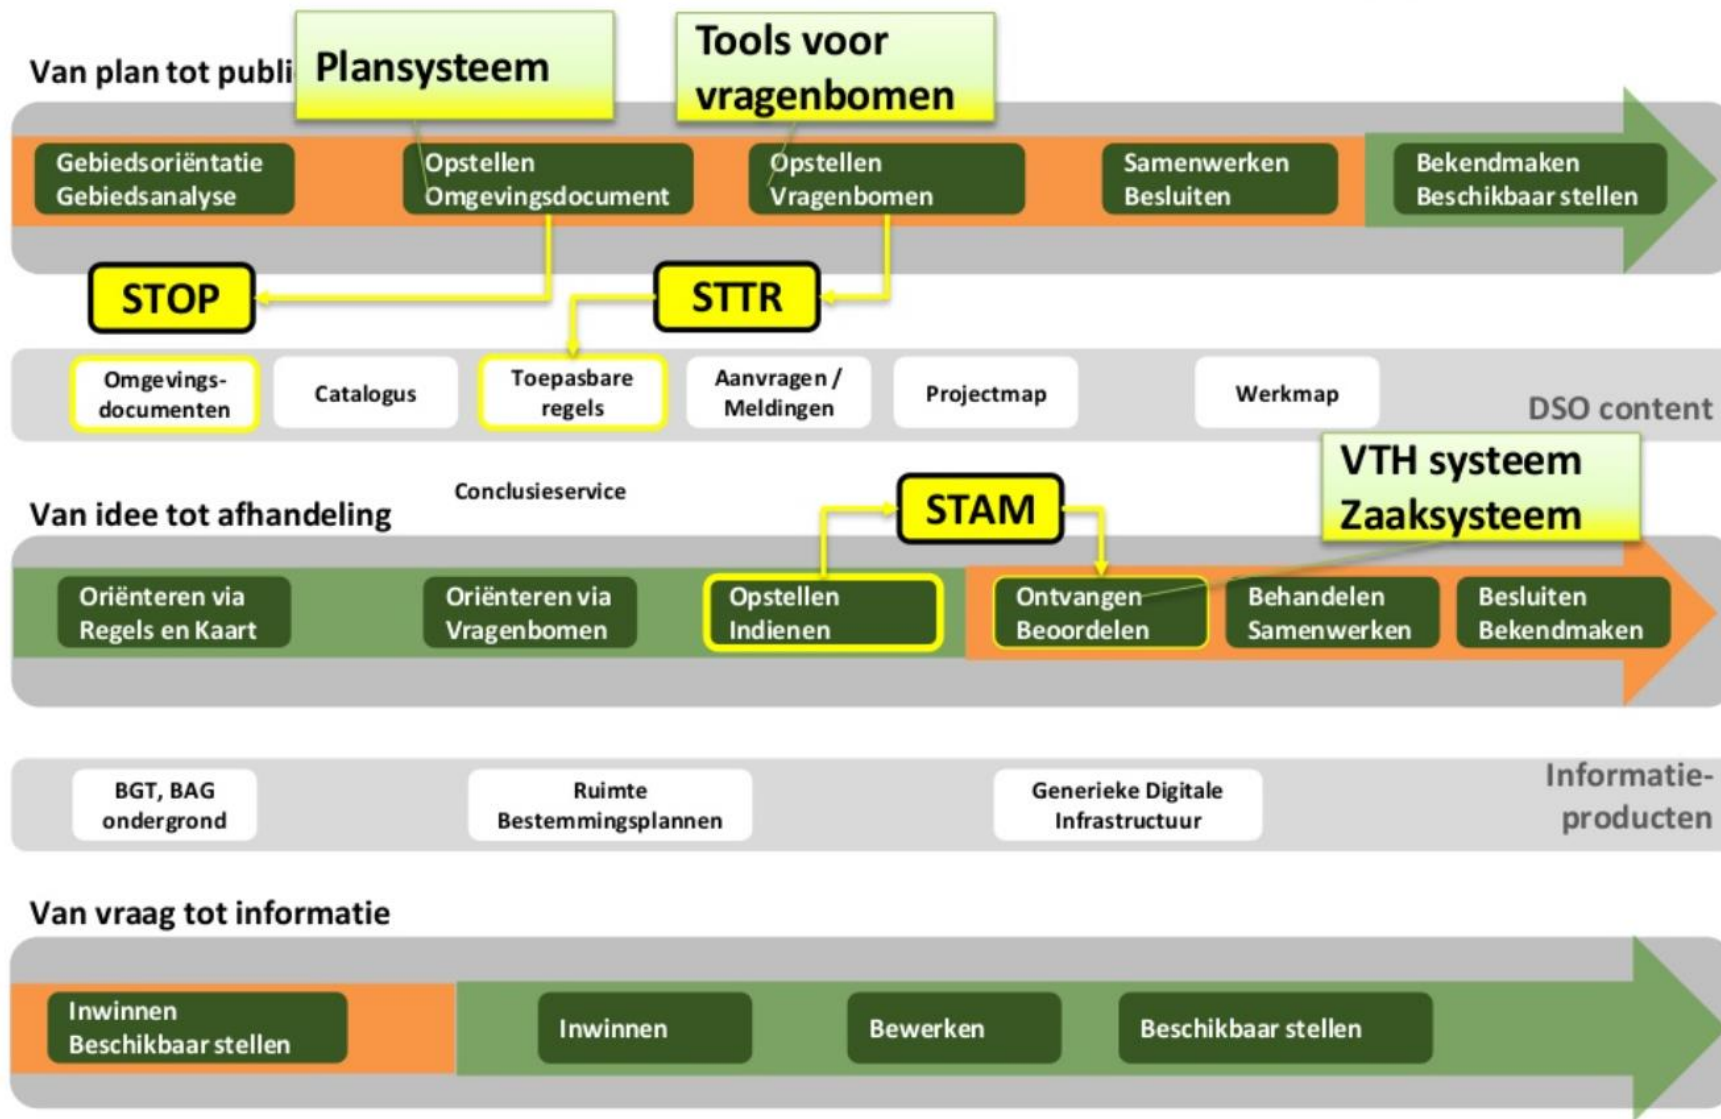 Van plan tot publi
Plansysteem
Tools voor
vragenbomen
Gebiedsoriëntatie
Gebiedsanalyse
Opstellen
Omgevingsdocument
Opstellen
Vragenbomen
Samenwerken
Besluiten
Bekendmaken
Beschikbaar stellen
STOP
STTR
Omgevings-
documenten
Catalogus
Toepasbare
regels
Aanvragen /
Meldingen
Projectmap
Werkmap
DSO content
Van idee tot afhandeling
Conclusieservice
STAM
VTH systeem
Zaaksysteem
Oriënteren via
Regels en Kaart
Oriënteren via
Vragenbomen
Opstellen
Indienen
Ontvangen
Beoordelen
Behandelen
Samenwerken
Besluiten
Bekendmaken
BGT, BAG
ondergrond
Ruimte
Bestemmingsplannen
Generieke Digitale
Infrastructuur
Informatie-
producten
Van vraag tot informatie
Inwinnen
Beschikbaar stellen
Inwinnen
Bewerken
Beschikbaar stellen